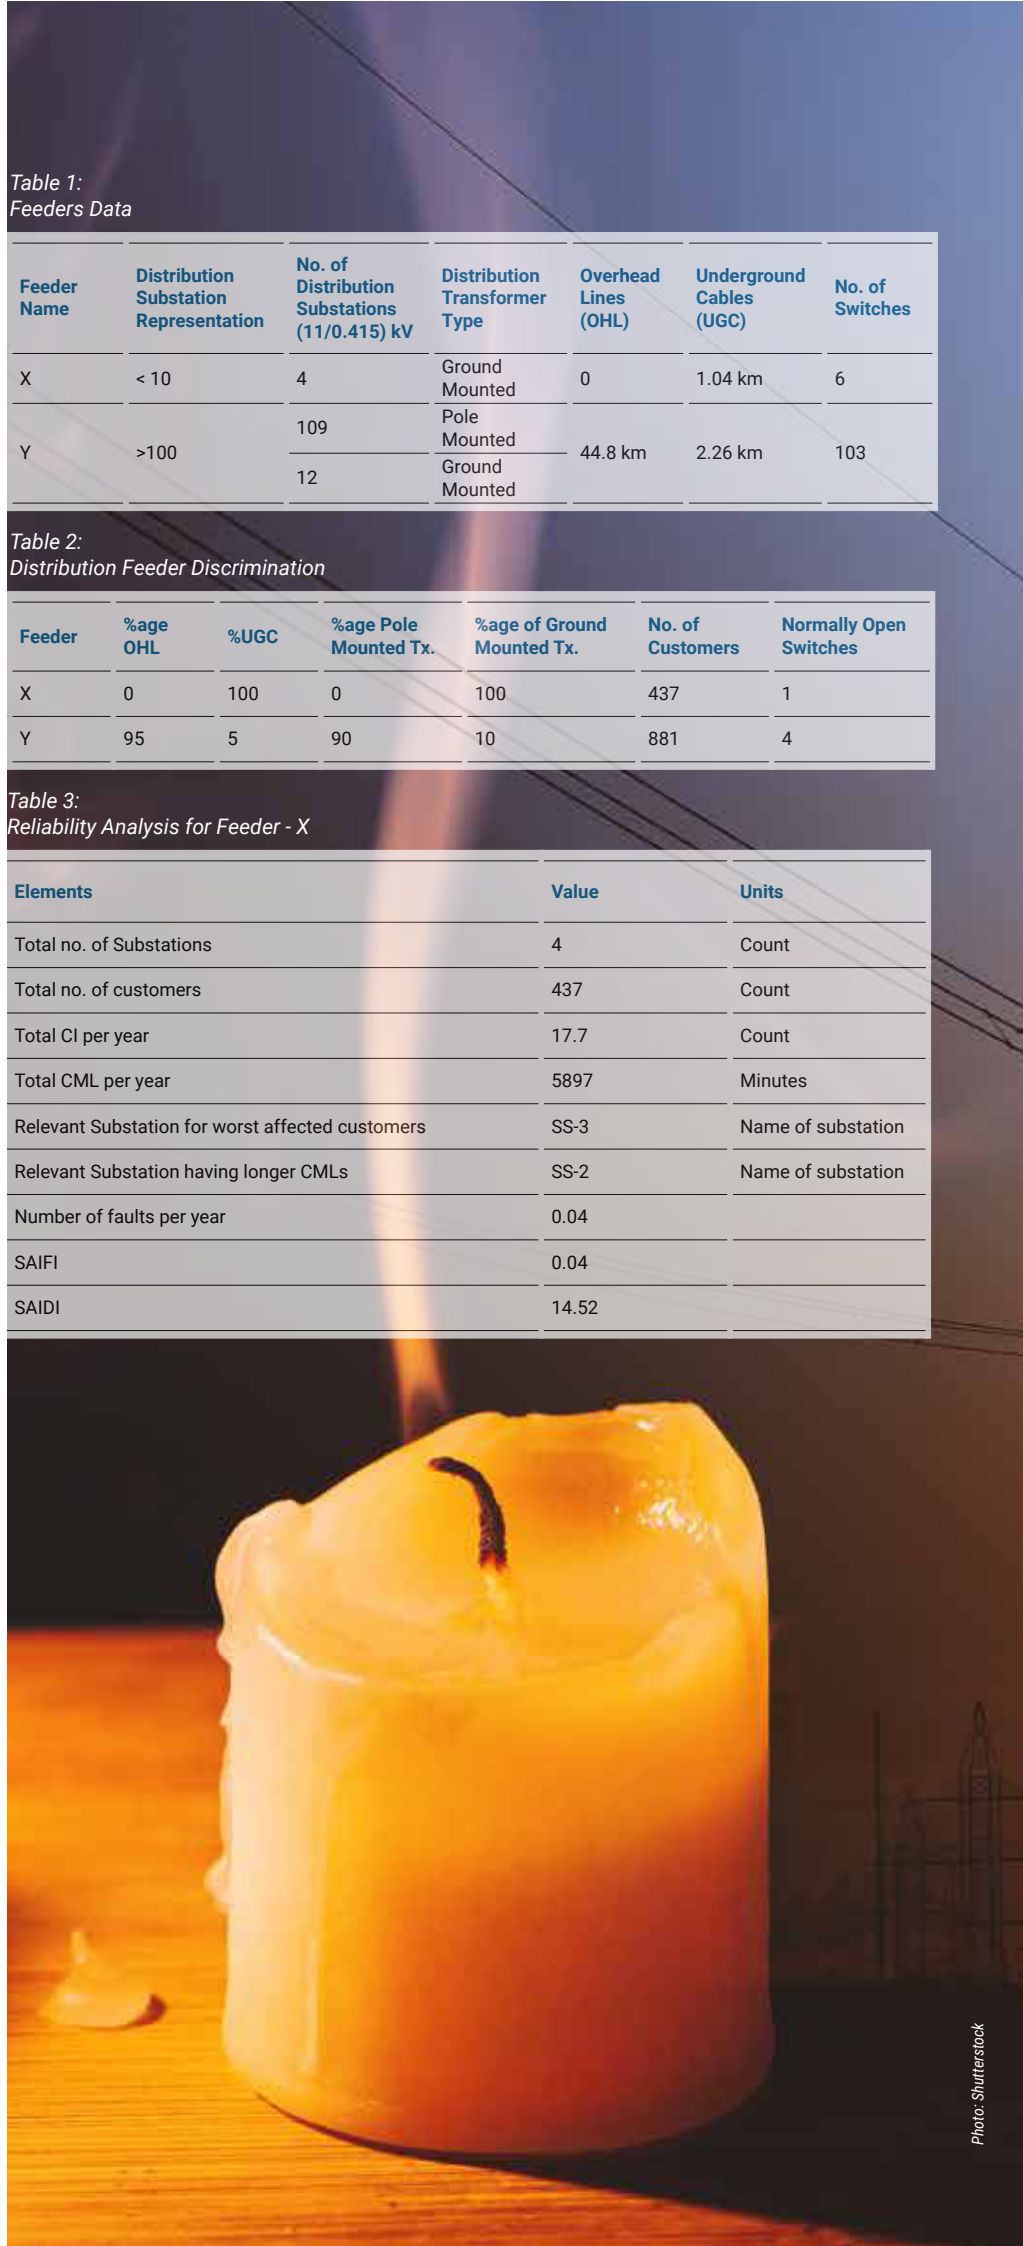 Table 1:
Feeders Data
Feeder Name | Distribution Substation Representation | No. of Distribution Substations (11/0.415) kV | Distribution Transformer Type | Overhead Lines (OHL) | Underground Cables (UGC) | No. of Switches
X | < 10 | 4 | Ground Mounted | 0 | 1.04 km | 6
Y | >100 | 109 | Pole Mounted | 44.8 km | 2.26 km | 103
12 | Ground Mounted
Table 2:
Distribution Feeder Discrimination
Feeder | %age OHL | %UGC | %age Pole Mounted Tx. | %age of Ground Mounted Tx. | No. of Customers | Normally Open Switches
X | 0 | 100 | 0 | 100 | 437 | 1
Y | 95 | 5 | 90 | 10 | 881 | 4
Table 3:
Reliability Analysis for Feeder - X
Elements | Value | Units
Total no. of Substations | 4 | Count
Total no. of customers | 437 | Count
Total CI per year | 17.7 | Count
Total CML per year | 5897 | Minutes
Relevant Substation for worst affected customers | SS-3 | Name of substation
Relevant Substation having longer CMLs | SS-2 | Name of substation
Number of faults per year | 0.04
SAIFI | 0.04
SAIDI | 14.52
Photo: Shutterstock